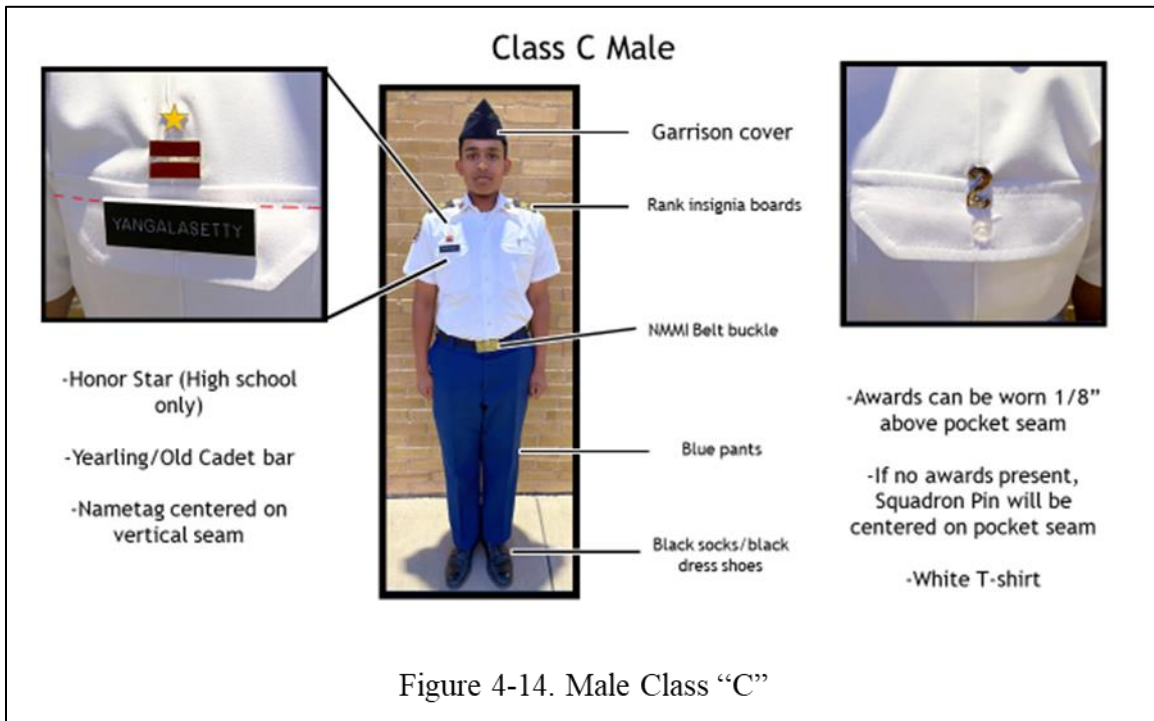 Class C Male
YANGALASETTY
-Honor Star (High school
only)
-Yearling/Old Cadet bar
-Nametag centered on
vertical seam
Garrison cover
Rank insignia boards
NMMI Belt buckle
Blue pants
Black socks/black
dress shoes
2
-Awards can be worn 1/8”
above pocket seam
-If no awards present,
Squadron Pin will be
centered on pocket seam
-White T-shirt
Figure 4-14. Male Class “C”